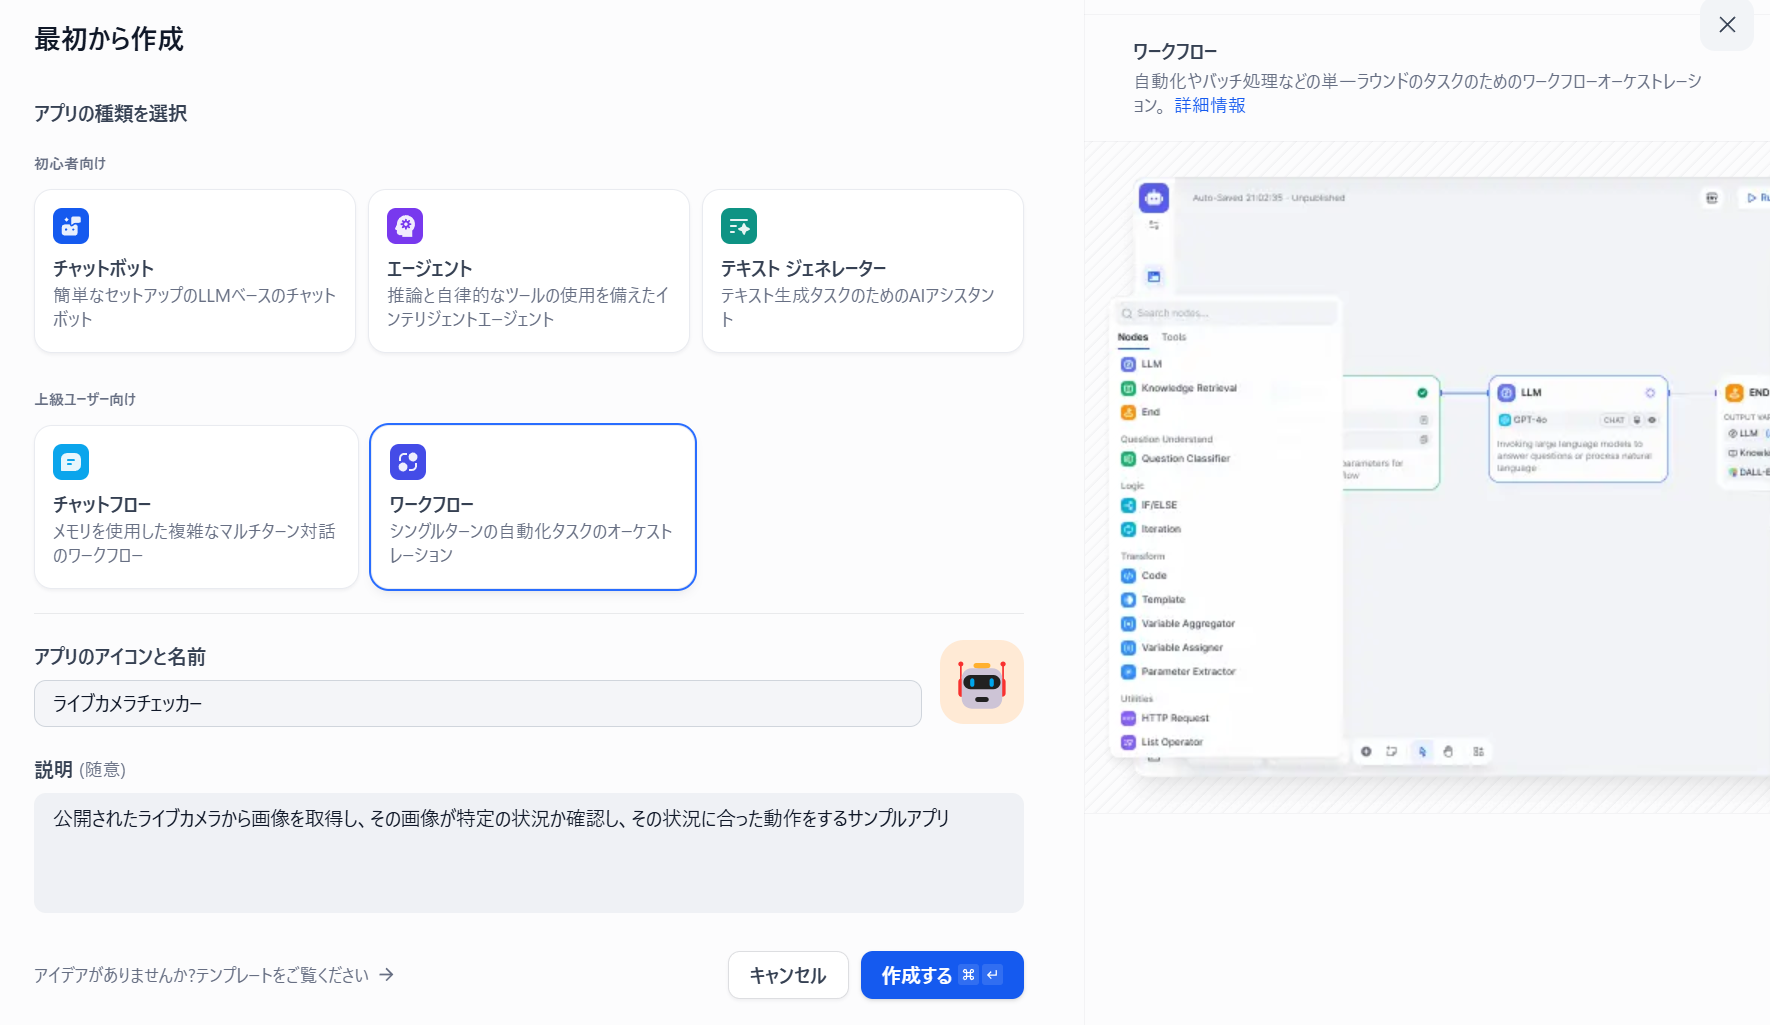 最初から作成
アプリの種類を選択
初心者向け
チャットボット
簡単なセットアップのLLMベースのチャット
ボット
エージェント
推論と自律的なツールの使用を備えたイ
ンテリジェントエージェント
テキスト ジェネレーター
テキスト生成タスクのためのAIアシスタン
ト
上級ユーザー向け
チャットフロー
メモリを使用した複雑なマルチターン対話
のワークフロー
ワークフロー
シングルターンの自動化タスクのオーケスト
レーション
アプリのアイコンと名前
ライブカメラチェッカー
説明 (随意)
公開されたライブカメラから画像を取得し、その画像が特定の状況か確認し、その状況に合った動作をするサンプルアプリ
アイデアがありませんか?テンプレートをご覧ください →
キャンセル
作成する ⌘ ↵
ワークフロー
自動化やバッチ処理などの単一ラウンドのタスクのためのワークフローオーケストレーシ
ョン。 詳細情報
Auto-Saved 21:02:35 · Unpublished
Ru
Search nodes...
Nodes Tools
LLM
Knowledge Retrieval
End
Question Understand
Question Classifier
Logic
IF/ELSE
Iteration
Transform
Code
Template
Variable Aggregator
Variable Assigner
Parameter Extractor
Utilities
HTTP Request
List Operator
parameters for
flow
LLM
GPT-4o CHAT
Invoking large language models to
answer questions or process natural
language
END
OUTPUT VAR
LLM
Knowle
DALL-E